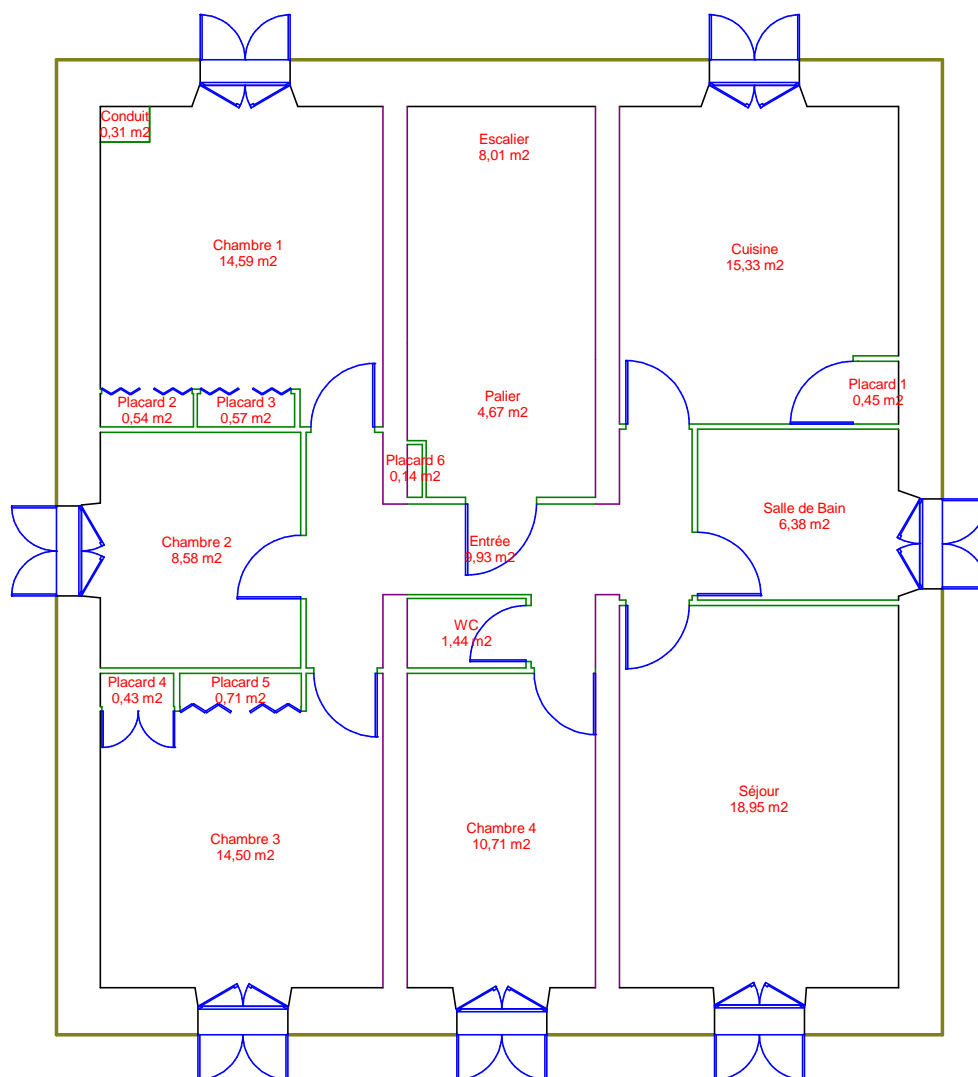 Conduit
0,31 m2
Escalier
8,01 m2
Chambre 1
14,59 m2
Cuisine
15,33 m2
Placard 2
0,54 m2
Placard 3
0,57 m2
Palier
4,67 m2
Placard 1
0,45 m2
Placard 6
0,14 m2
Chambre 2
8,58 m2
Entrée
9,93 m2
Salle de Bain
6,38 m2
WC
1,44 m2
Placard 4
0,43 m2
Placard 5
0,71 m2
Séjour
18,95 m2
Chambre 3
14,50 m2
Chambre 4
10,71 m2